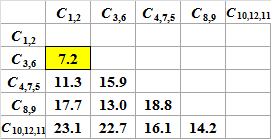 C1,2 C3,6 C4,7,5 C8,9 C10,12,11
C1,2
C3,6 7.2
C4,7,5 11.3 15.9
C8,9 17.7 13.0 18.8
C10,12,11 23.1 22.7 16.1 14.2